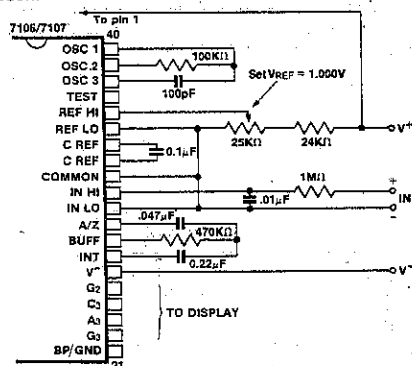 To pin 1
7106/7107
40
OSC 1
OSC 2
100KΩ
OSC 3
100pF
TEST
Set VREF = 1.000V
REF HI
REF LO
V+
25KΩ
24KΩ
C REF
0.1μF
C REF
COMMON
1MΩ
IN HI
+
.01μF
IN
IN LO
-
A/Z
.047μF
BUFF
470KΩ
INT
0.22μF
V-
V-
G2
C3
TO DISPLAY
A3
G3
BP/GND
21